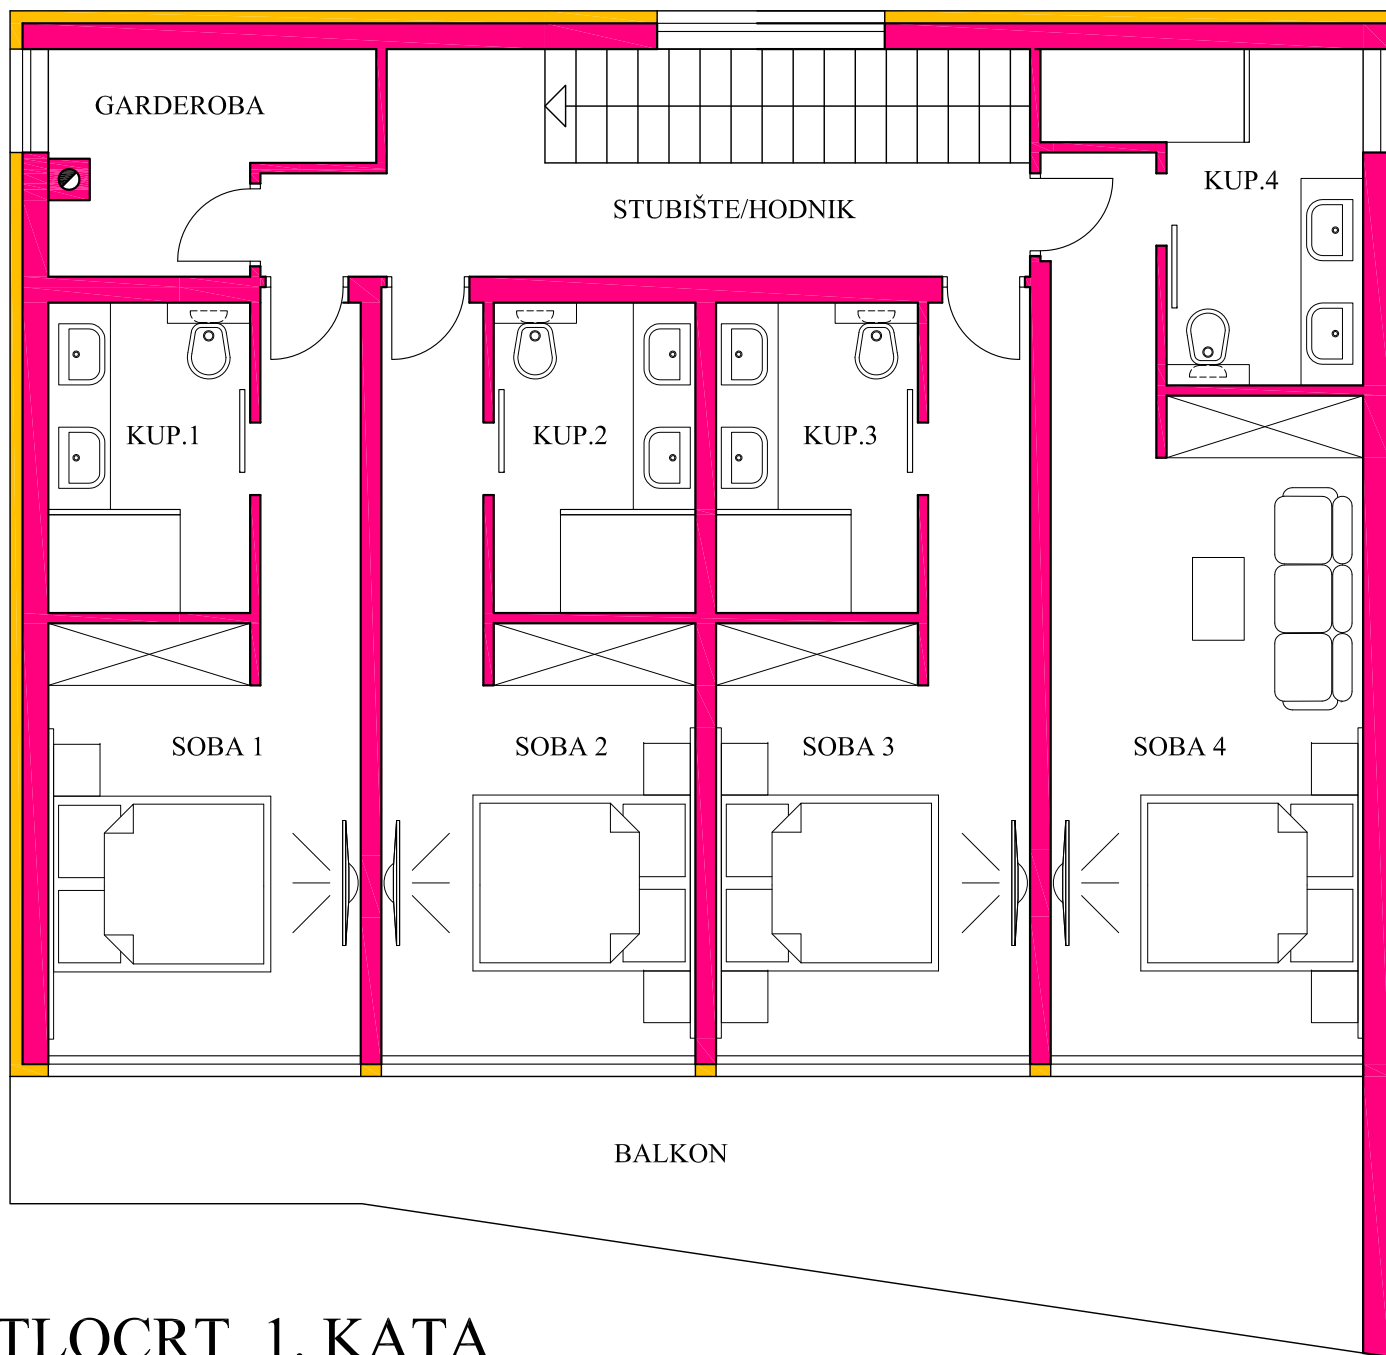 GARDEROBA
STUBIŠTE/HODNIK
KUP.4
KUP.1
KUP.2
KUP.3
SOBA 1
SOBA 2
SOBA 3
SOBA 4
BALKON
TLOCRT 1. KATA